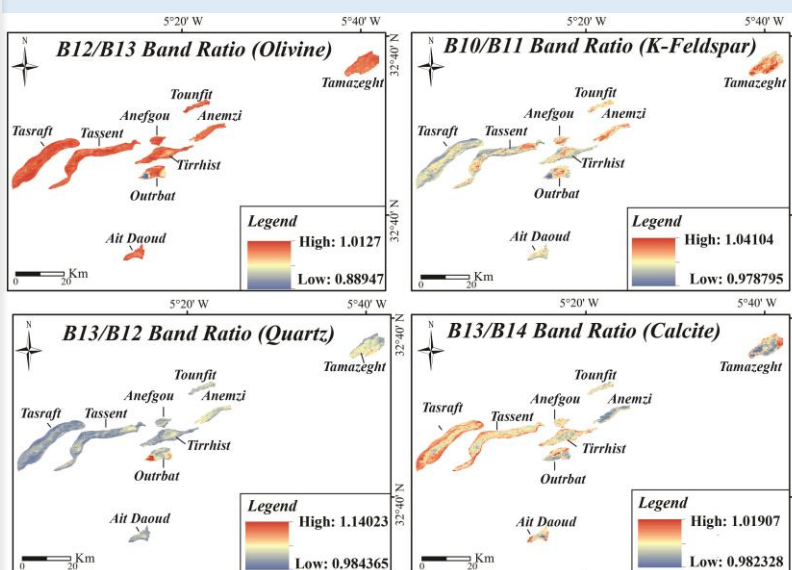 5°20' W
5°40' W
5°20' W
5°40' W
B12/B13 Band Ratio (Olivine)
N
32°40' N
Tamazeght
Tounfit
Anefgou
Anemzi
Tasraft
Tassent
Tirrhist
Outrbat
Ait Daoud
32°40' N
Legend
High: 1.0127
Low: 0.88947
Km
0
20
B10/B11 Band Ratio (K-Feldspar)
N
Tamazeght
Tounfit
Anefgou
Anemzi
Tasraft
Tassent
Tirrhist
Outrbat
Ait Daoud
Legend
High: 1.04104
Low: 0.978795
Km
0
20
5°20' W
5°40' W
5°20' W
5°40' W
B13/B12 Band Ratio (Quartz)
N
32°40' N
Tamazeght
Tounfit
Anefgou
Anemzi
Tasraft
Tassent
Tirrhist
Outrbat
Ait Daoud
32°40' N
Legend
High: 1.14023
Low: 0.984365
Km
0
20
B13/B14 Band Ratio (Calcite)
N
Tamazeght
Tounfit
Anefgou
Anemzi
Tasraft
Tassent
Tirrhist
Outrbat
Ait Daoud
Legend
High: 1.01907
Low: 0.982328
Km
0
20